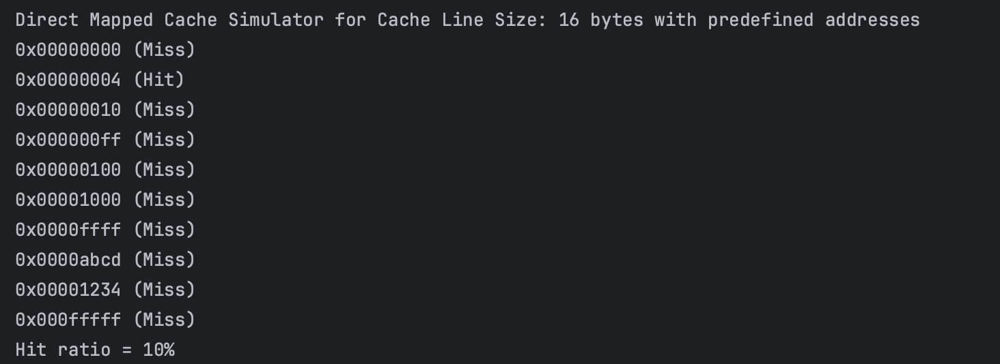 Direct Mapped Cache Simulator for Cache Line Size: 16 bytes with predefined addresses
0x00000000 (Miss)
0x00000004 (Hit)
0x00000010 (Miss)
0x000000ff (Miss)
0x00000100 (Miss)
0x00001000 (Miss)
0x0000ffff (Miss)
0x0000abcd (Miss)
0x00001234 (Miss)
0x000fffff (Miss)
Hit ratio = 10%